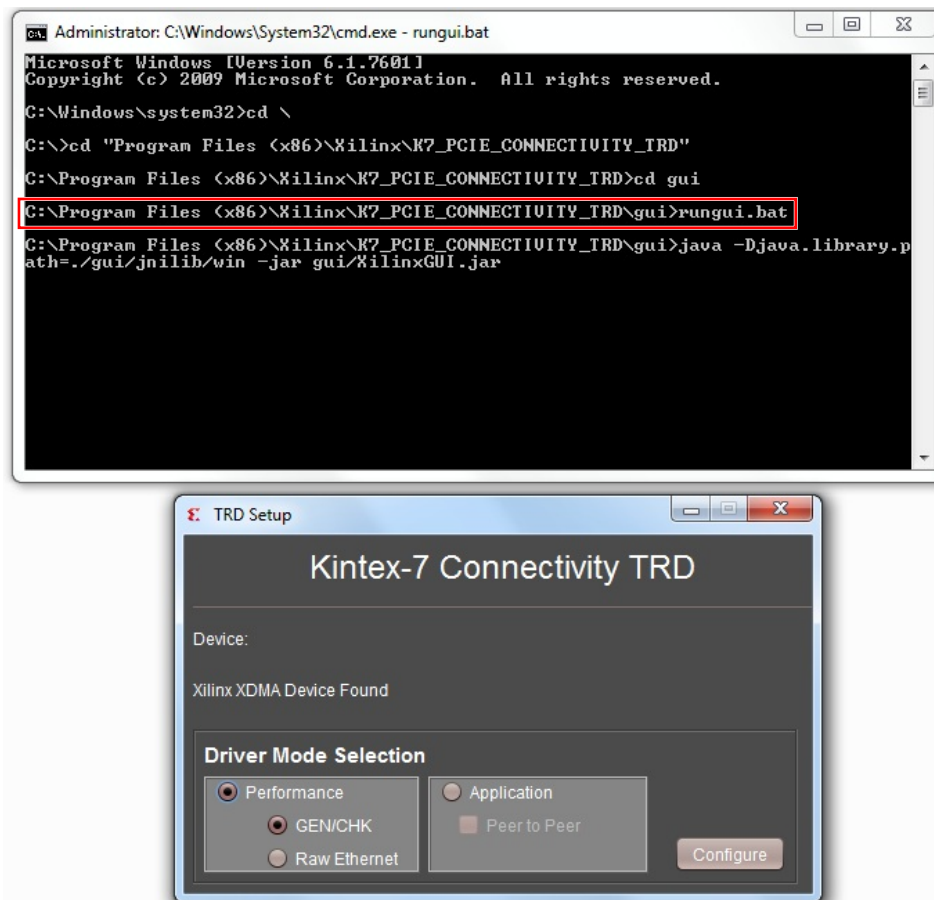 Administrator: C:\Windows\System32\cmd.exe - rungui.bat
Microsoft Windows [Version 6.1.7601]
Copyright (c) 2009 Microsoft Corporation.  All rights reserved.
C:\Windows\system32>cd \
C:\>cd "Program Files (x86)\Xilinx\K7_PCIE_CONNECTIVITY_TRD"
C:\Program Files (x86)\Xilinx\K7_PCIE_CONNECTIVITY_TRD>cd gui
C:\Program Files (x86)\Xilinx\K7_PCIE_CONNECTIVITY_TRD\gui>rungui.bat
C:\Program Files (x86)\Xilinx\K7_PCIE_CONNECTIVITY_TRD\gui>java -Djava.library.p
ath=./gui/jnilib/win -jar gui/XilinxGUI.jar
TRD Setup
Kintex-7 Connectivity TRD
Device:
Xilinx XDMA Device Found
Driver Mode Selection
Performance
GEN/CHK
Raw Ethernet
Application
Peer to Peer
Configure